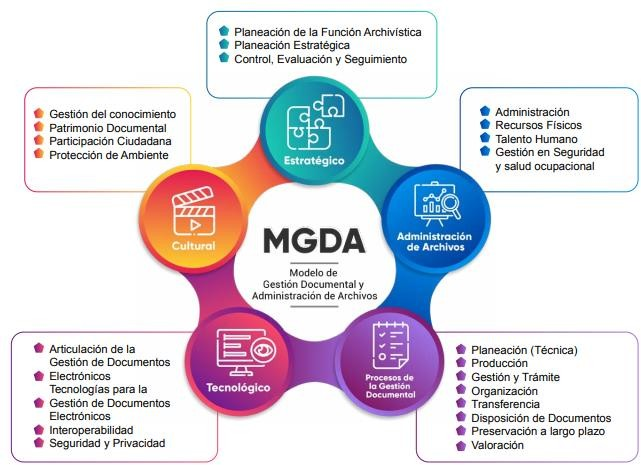 Planeación de la Función Archivística
Planeación Estratégica
Control, Evaluación y Seguimiento
Gestión del conocimiento
Patrimonio Documental
Participación Ciudadana
Protección de Ambiente
Estratégico
Administración
Recursos Físicos
Talento Humano
Gestión en Seguridad
y salud ocupacional
Cultural
MGDA
Modelo de
Gestión Documental y
Administración de Archivos
Administración
de Archivos
Tecnológico
Procesos de
la Gestión
Documental
Articulación de la
Gestión de Documentos
Electrónicos
Tecnologías para la
Gestión de Documentos
Electrónicos
Interoperabilidad
Seguridad y Privacidad
Planeación (Técnica)
Producción
Gestión y Trámite
Organización
Transferencia
Disposición de Documentos
Preservación a largo plazo
Valoración